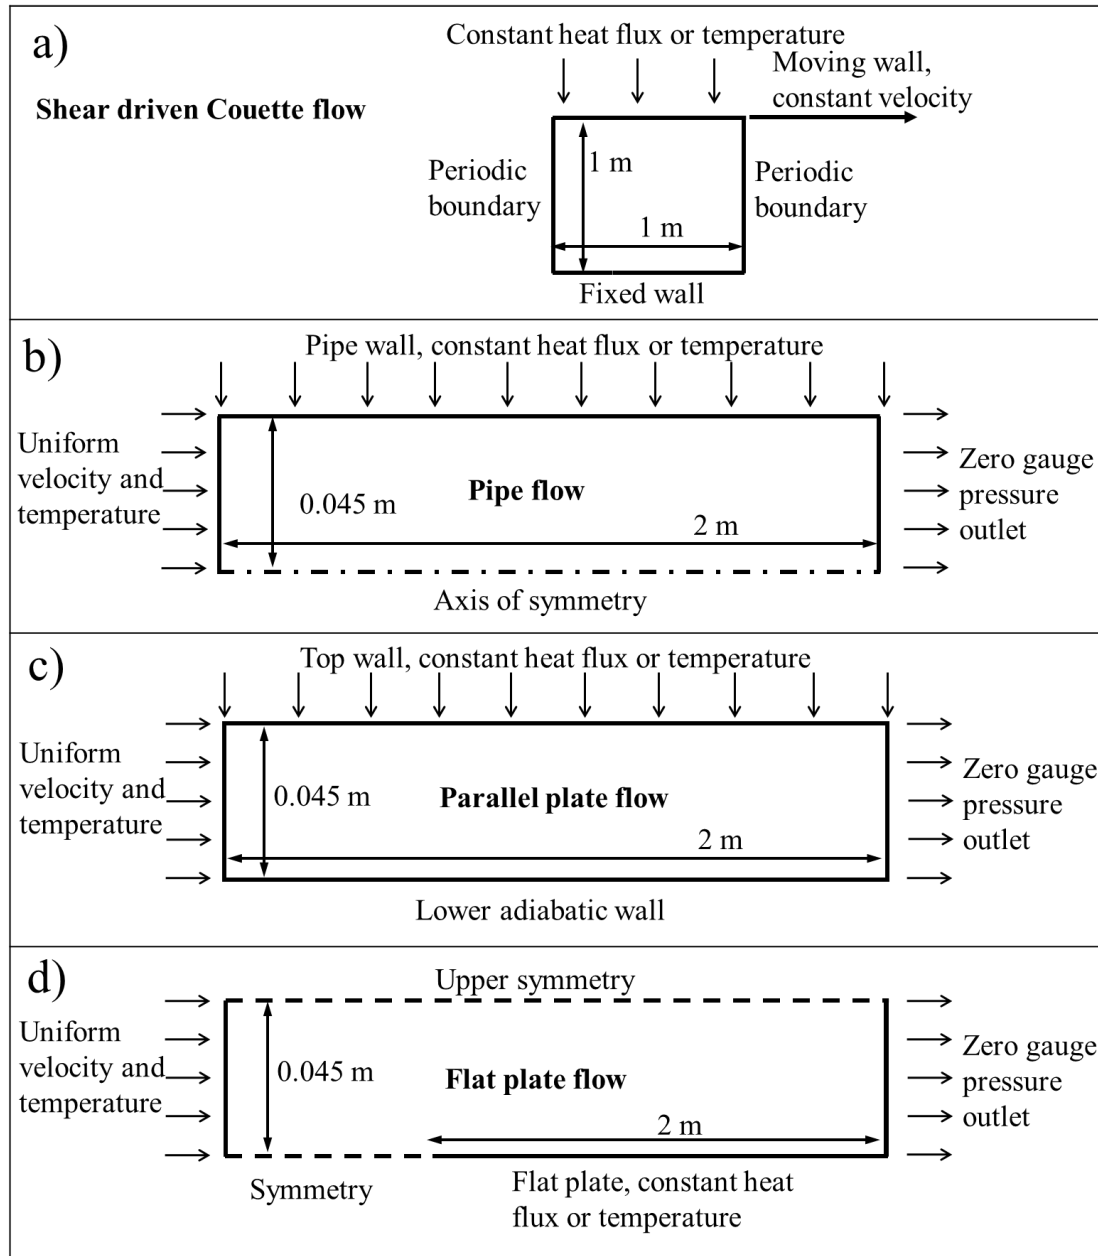 a)
Constant heat flux or temperature
Moving wall,
constant velocity
Shear driven Couette flow
Periodic
boundary
1 m
1 m
Periodic
boundary
Fixed wall
b)
Pipe wall, constant heat flux or temperature
Uniform
velocity and
temperature
0.045 m
Pipe flow
2 m
Zero gauge
pressure
outlet
Axis of symmetry
c)
Top wall, constant heat flux or temperature
Uniform
velocity and
temperature
0.045 m
Parallel plate flow
2 m
Zero gauge
pressure
outlet
Lower adiabatic wall
d)
Upper symmetry
Uniform
velocity and
temperature
0.045 m
Flat plate flow
2 m
Zero gauge
pressure
outlet
Symmetry
Flat plate, constant heat
flux or temperature